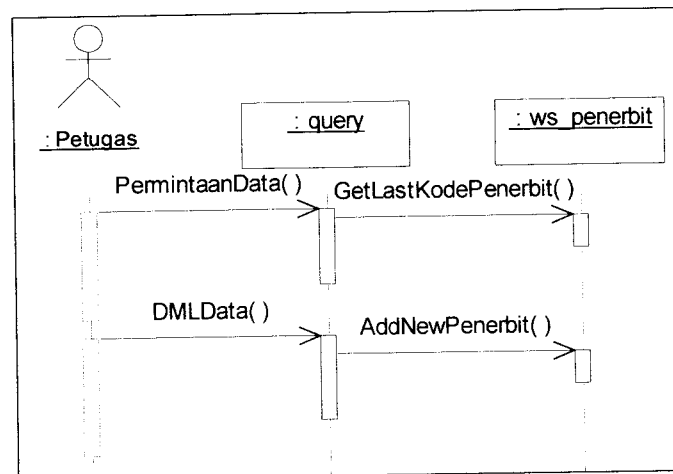 : Petugas
: query
: ws_penerbit
PermintaanData( )
GetLastKodePenerbit( )
DMLData( )
AddNewPenerbit( )